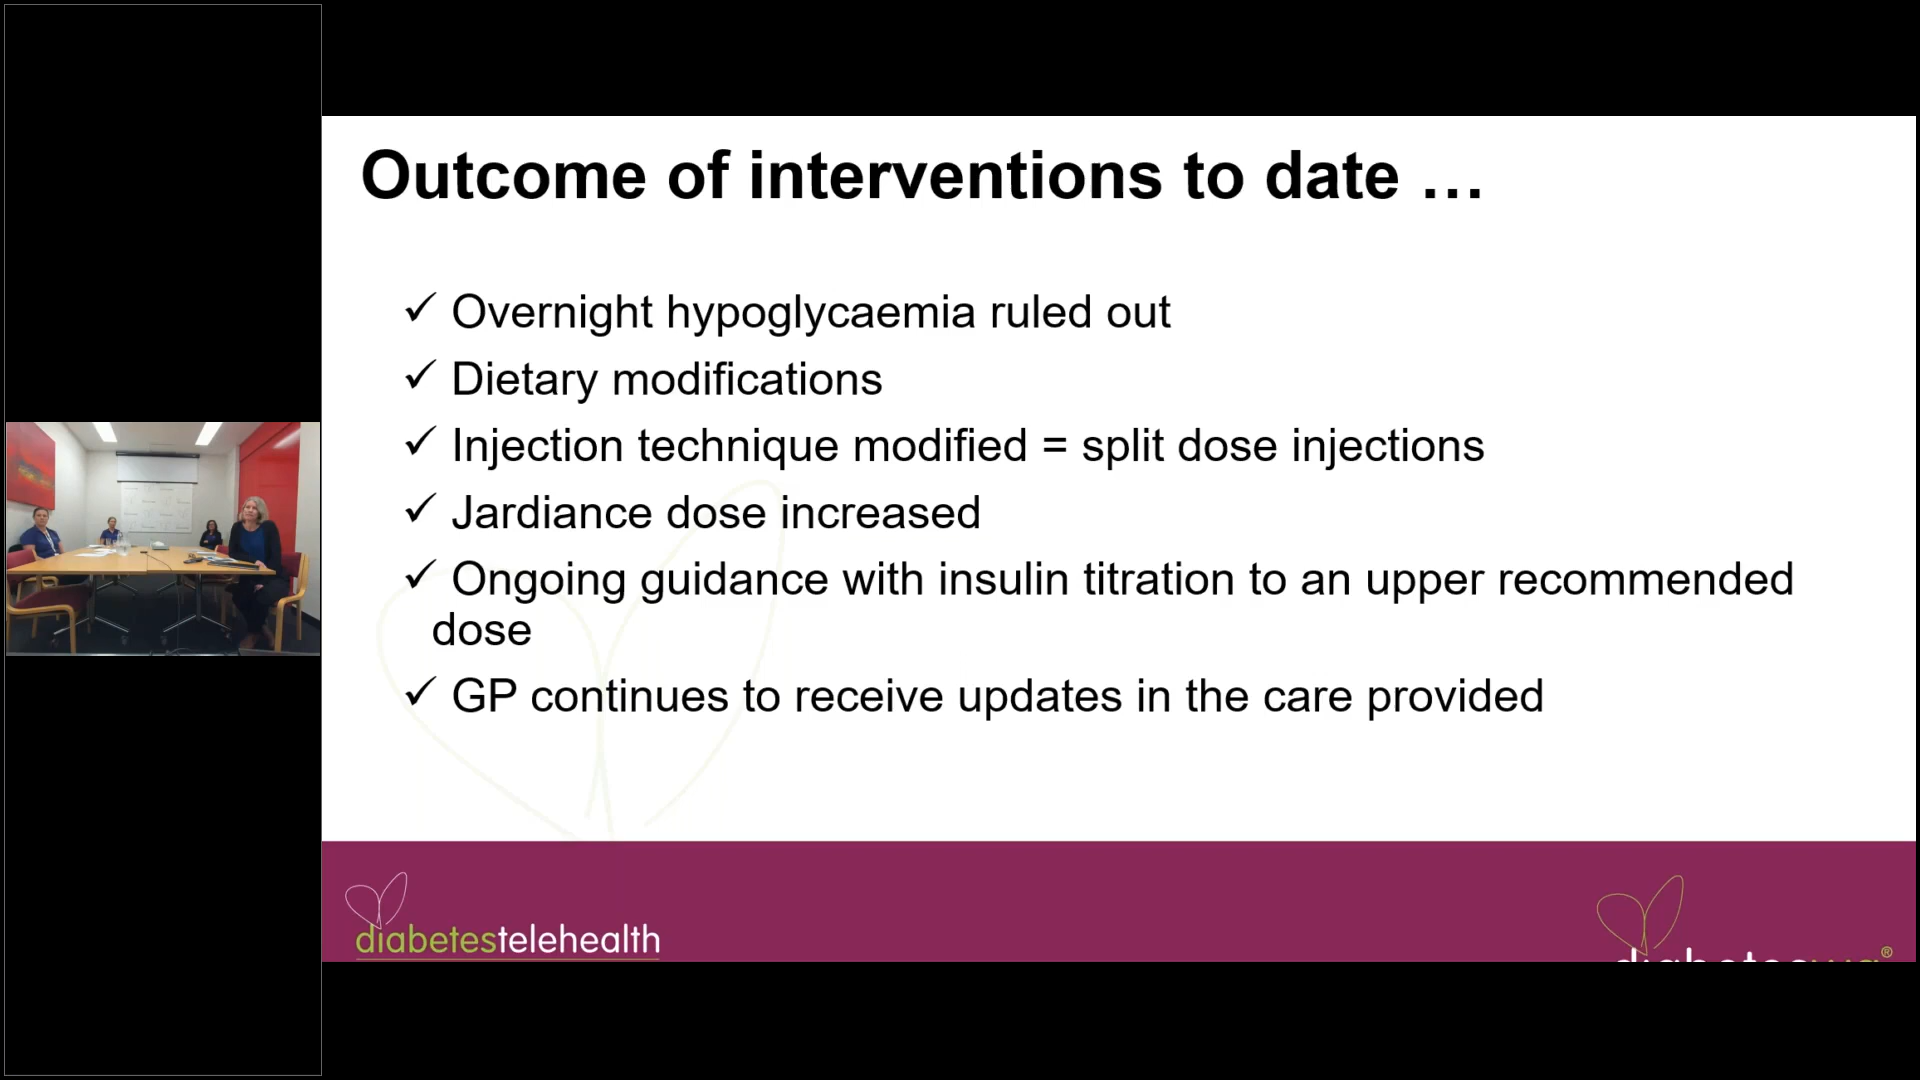 Outcome of interventions to date …
✓ Overnight hypoglycaemia ruled out
✓ Dietary modifications
✓ Injection technique modified = split dose injections
✓ Jardiance dose increased
✓ Ongoing guidance with insulin titration to an upper recommended
dose
✓ GP continues to receive updates in the care provided
diabetestelehealth
diabeteswa®